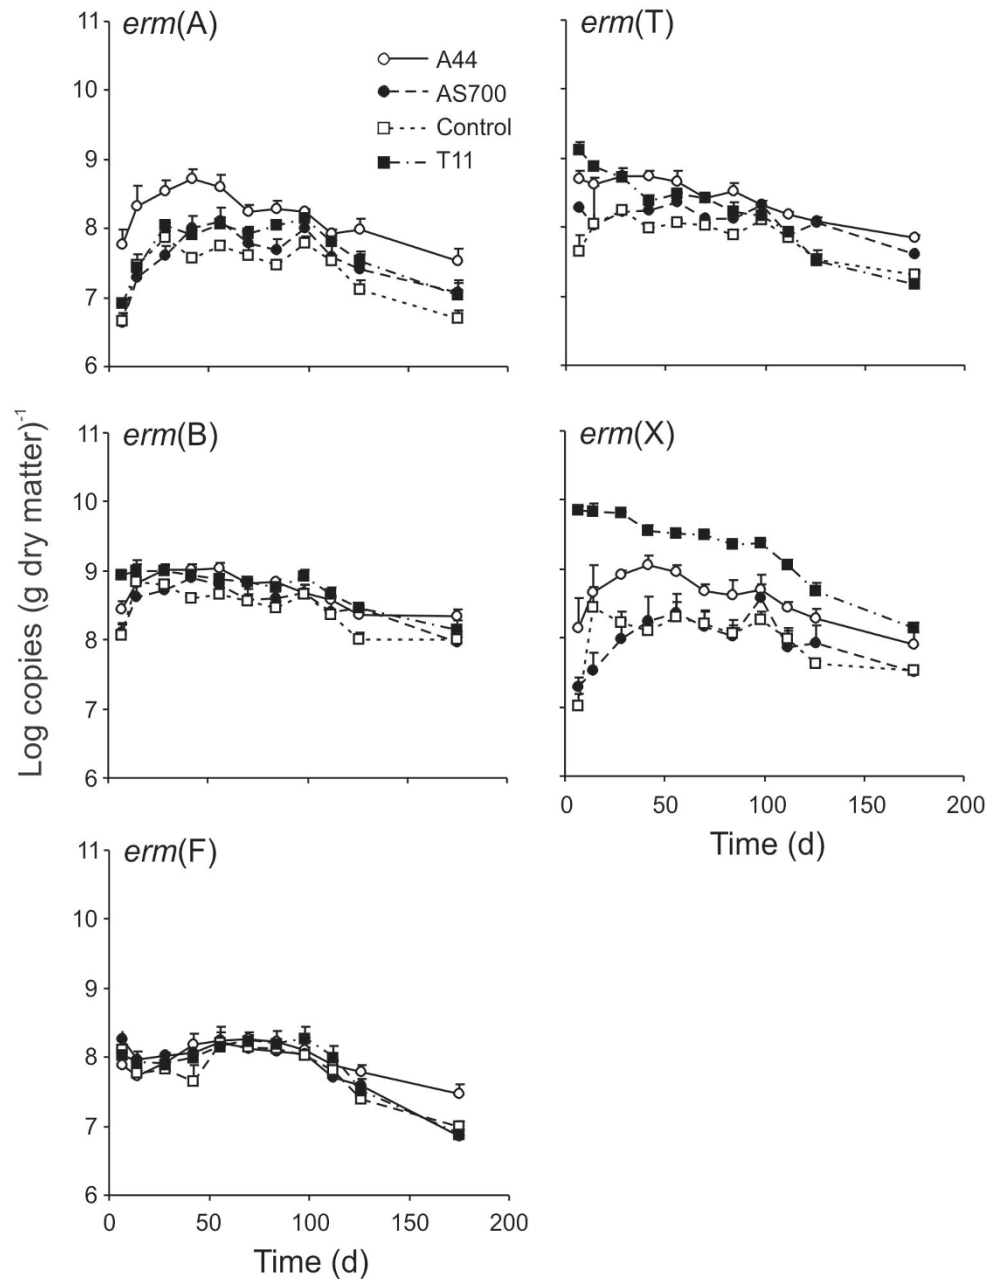 erm(A)
11
10
9
8
7
6
A44
AS700
Control
T11
erm(T)
Log copies (g dry matter)-1
erm(B)
11
10
9
8
7
6
erm(X)
0 50 100 150 200
Time (d)
erm(F)
11
10
9
8
7
6
0 50 100 150 200
Time (d)